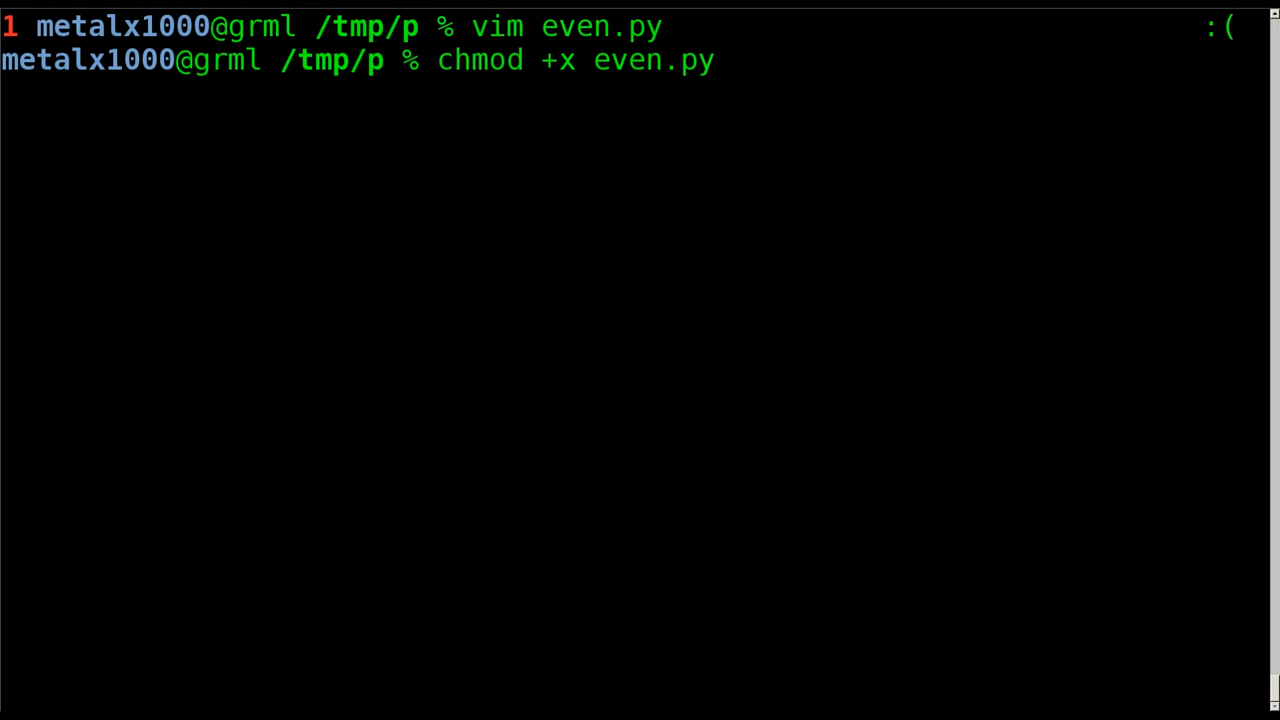 1 metalx1000@grml /tmp/p % vim even.py :(
metalx1000@grml /tmp/p % chmod +x even.py